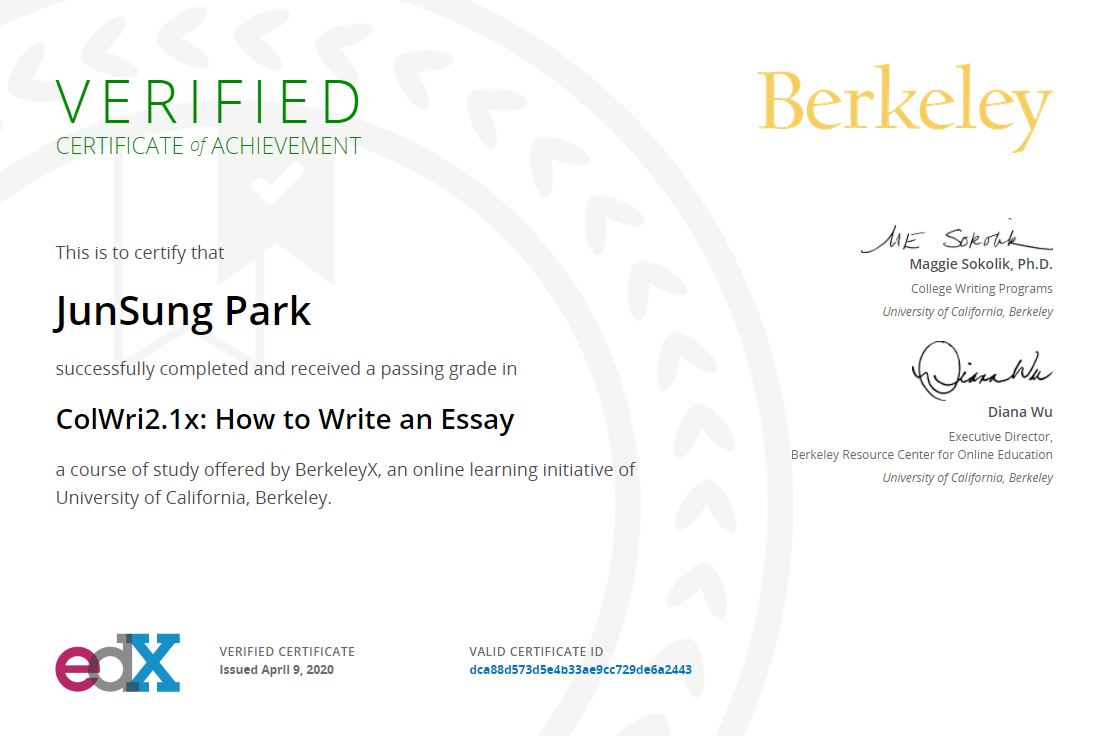 VERIFIED
CERTIFICATE of ACHIEVEMENT
Berkeley
This is to certify that
JunSung Park
successfully completed and received a passing grade in
ColWri2.1x: How to Write an Essay
a course of study offered by BerkeleyX, an online learning initiative of
University of California, Berkeley.
ME Sokolik
Maggie Sokolik, Ph.D.
College Writing Programs
University of California, Berkeley
Diana Wu
Diana Wu
Executive Director,
Berkeley Resource Center for Online Education
University of California, Berkeley
edX
VERIFIED CERTIFICATE
Issued April 9, 2020
VALID CERTIFICATE ID
dca88d573d5e4b33ae9cc729de6a2443